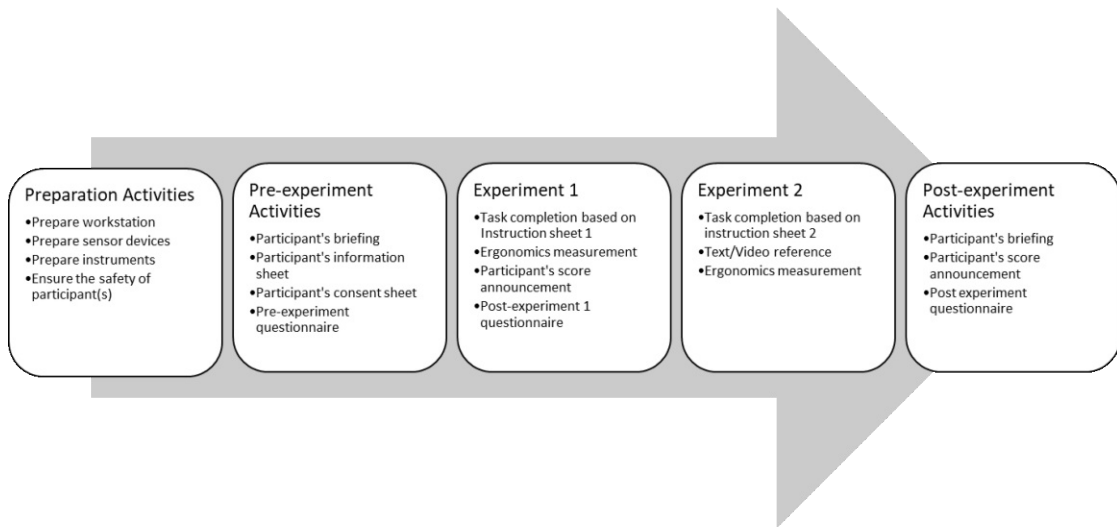 Preparation Activities
•Prepare workstation
•Prepare sensor devices
•Prepare instruments
•Ensure the safety of
participant(s)
Pre-experiment
Activities
•Participant's briefing
•Participant's information
sheet
•Participant's consent sheet
•Pre-experiment
questionnaire
Experiment 1
•Task completion based on
Instruction sheet 1
•Ergonomics measurement
•Participant's score
announcement
•Post-experiment 1
questionnaire
Experiment 2
•Task completion based on
instruction sheet 2
•Text/Video reference
•Ergonomics measurement
Post-experiment
Activities
•Participant's briefing
•Participant's score
announcement
•Post experiment
questionnaire